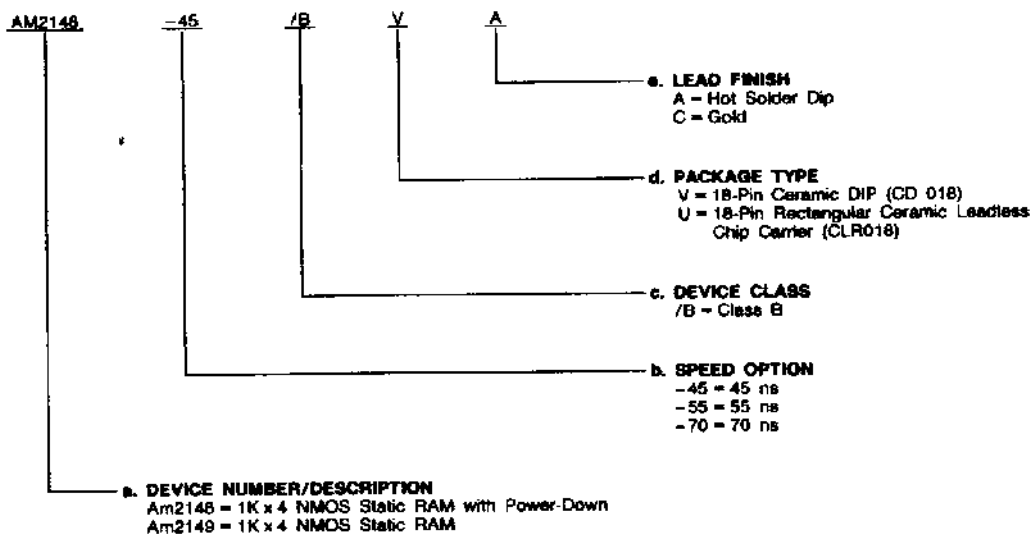 AM2148 -45 /B V A
e. LEAD FINISH
A = Hot Solder Dip
C = Gold
d. PACKAGE TYPE
V = 18-Pin Ceramic DIP (CD 018)
U = 18-Pin Rectangular Ceramic Leadless
Chip Carrier (CLR018)
c. DEVICE CLASS
/B = Class B
b. SPEED OPTION
-45 = 45 ns
-55 = 55 ns
-70 = 70 ns
a. DEVICE NUMBER/DESCRIPTION
Am2148 = 1K x 4 NMOS Static RAM with Power-Down
Am2149 = 1K x 4 NMOS Static RAM